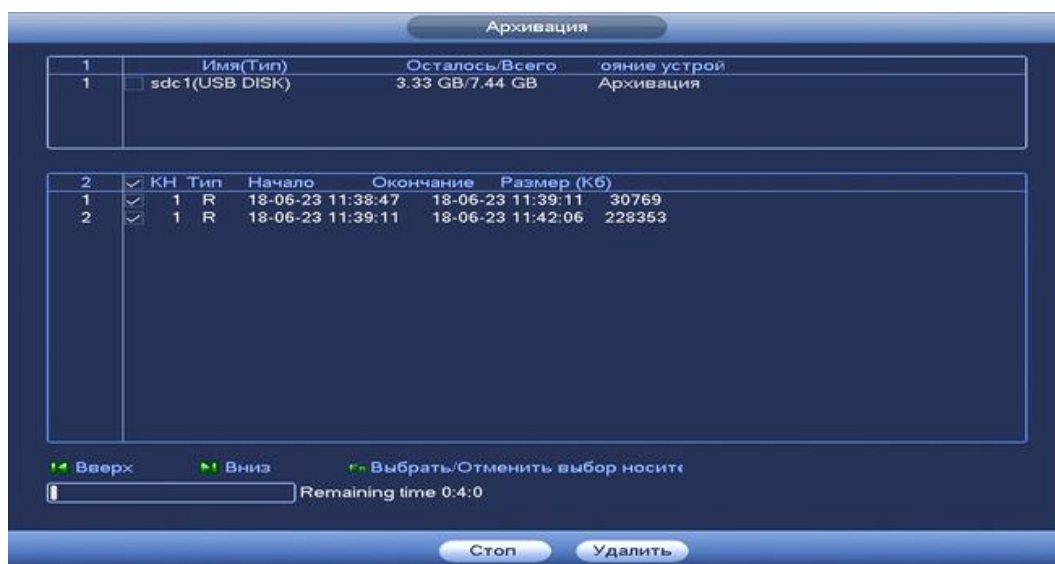 Архивация
1 Имя(Тип) Осталось/Всего ояние устрой
1 sdc1(USB DISK) 3.33 GB/7.44 GB Архивация
2 КН Тип Начало Окончание Размер (Кб)
1 1 R 18-06-23 11:38:47 18-06-23 11:39:11 30769
2 1 R 18-06-23 11:39:11 18-06-23 11:42:06 228353
Вверх Вниз Fn Выбрать/Отменить выбор носите
Remaining time 0:4:0
Стоп Удалить